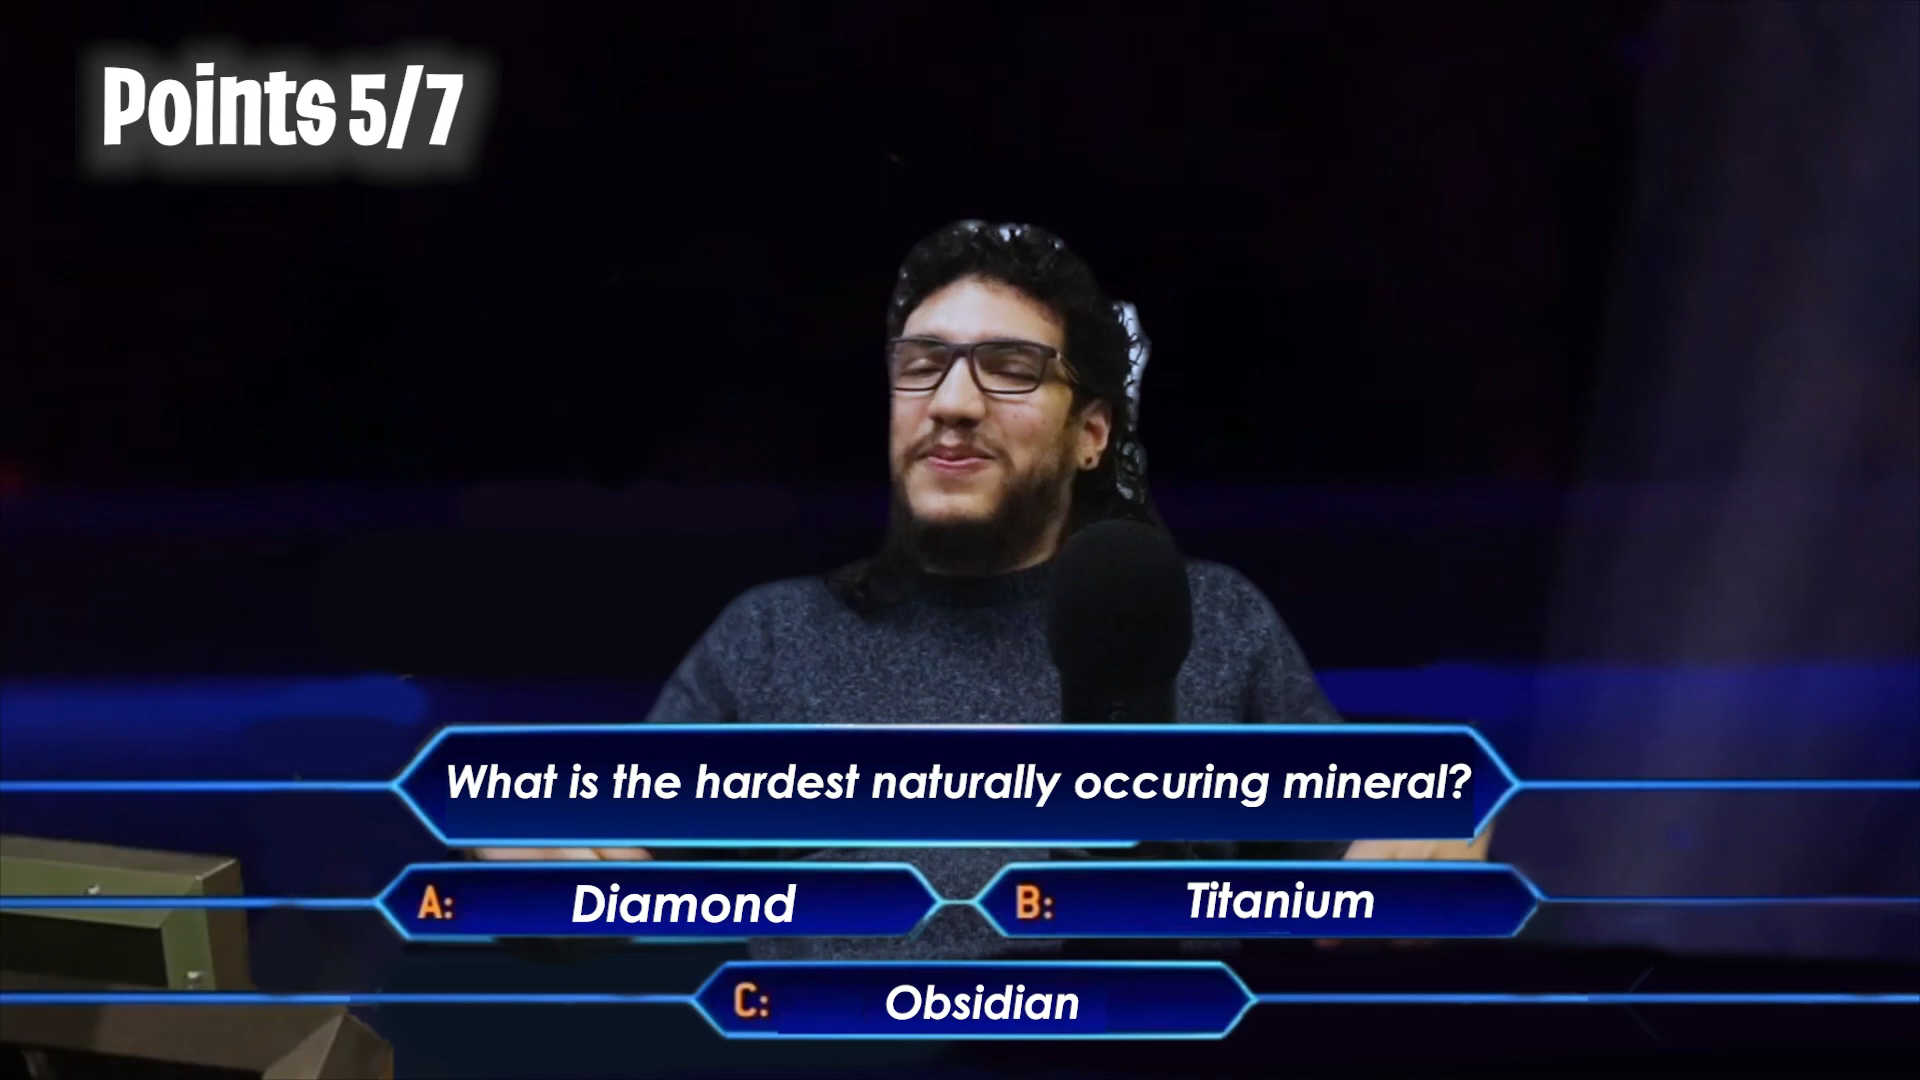 Points 5/7
What is the hardest naturally occuring mineral?
A: Diamond
B: Titanium
C: Obsidian